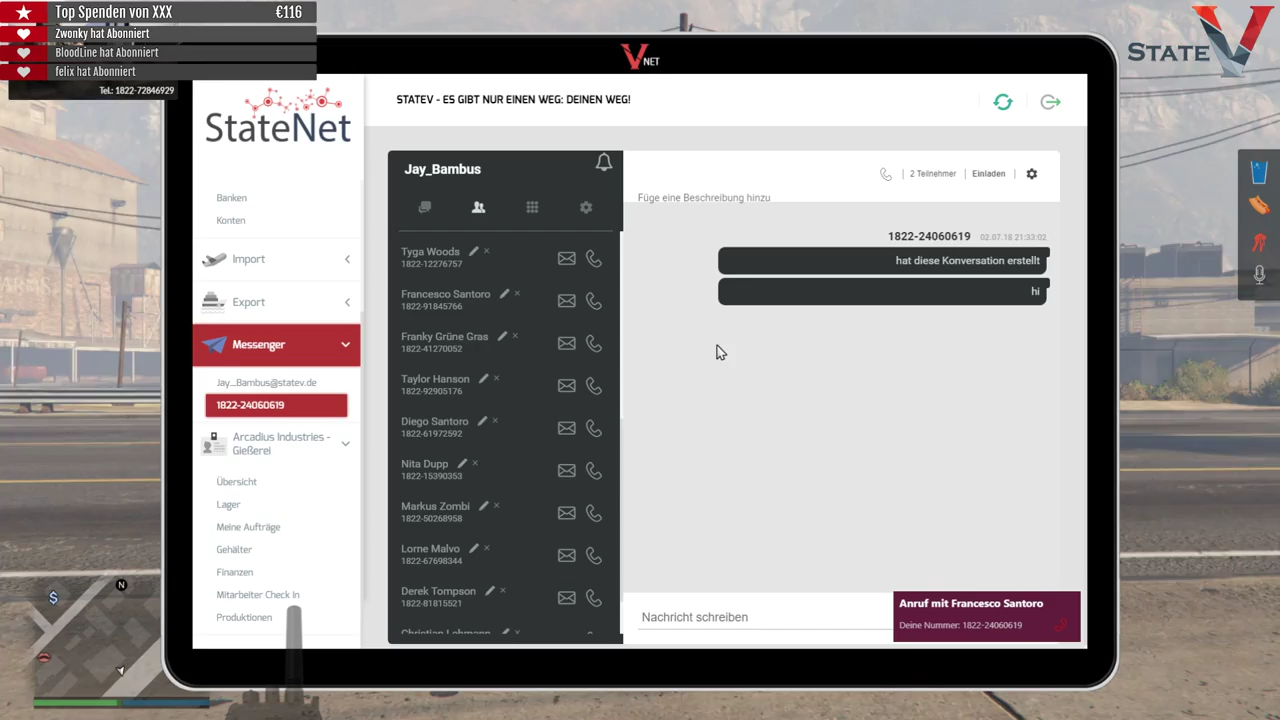 Top Spenden von XXX €116
Zwonky hat Abonniert
BloodLine hat Abonniert
felix hat Abonniert
Tel.: 1822-72846929
V NET
STATE V
StateNet
STATEV - ES GIBT NUR EINEN WEG: DEINEN WEG!
Banken
Konten
Import
Export
Messenger
Jay_Bambus@statev.de
1822-24060619
Arcadius Industries -
Gießerei
Übersicht
Lager
Meine Aufträge
Gehälter
Finanzen
Mitarbeiter Check In
Produktionen
Jay_Bambus
Tyga Woods
1822-12276757
Francesco Santoro
1822-91845766
Franky Grüne Gras
1822-41270052
Taylor Hanson
1822-92905176
Diego Santoro
1822-61972592
Nita Dupp
1822-15390353
Markus Zombi
1822-50268958
Lorne Malvo
1822-67698344
Derek Tompson
1822-81815521
Christian Lehmann
2 Teilnehmer Einladen
Füge eine Beschreibung hinzu
1822-24060619 02.07.18 21:33:02
hat diese Konversation erstellt
hi
Nachricht schreiben
Anruf mit Francesco Santoro
Deine Nummer: 1822-24060619
N